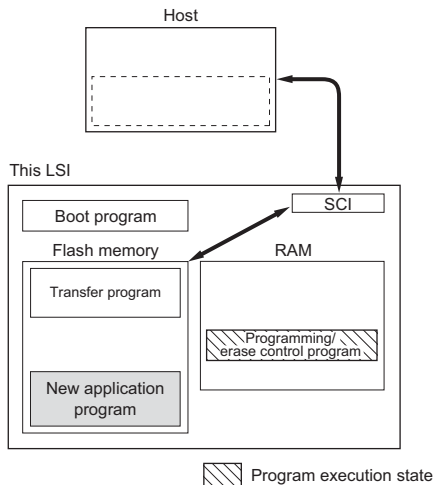 Host
This LSI
SCI
Boot program
Flash memory
RAM
Transfer program
Programming/
erase control program
New application
program
Program execution state